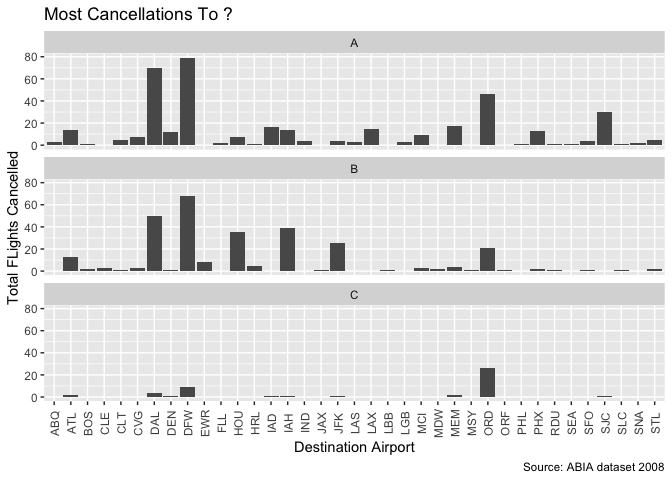 Most Cancellations To ?
A
80
60
40
20
0
B
80
60
40
20
0
C
80
60
40
20
0
Total FLights Cancelled
ABQ ATL BOS CLE CLT CVG DAL DEN DFW EWR FLL HOU HRL IAD IAH IND JAX JFK LAS LAX LBB LGB MCI MDW MEM MSY ORD ORF PHL PHX RDU SEA SFO SJC SLC SNA STL
Destination Airport
Source: ABIA dataset 2008